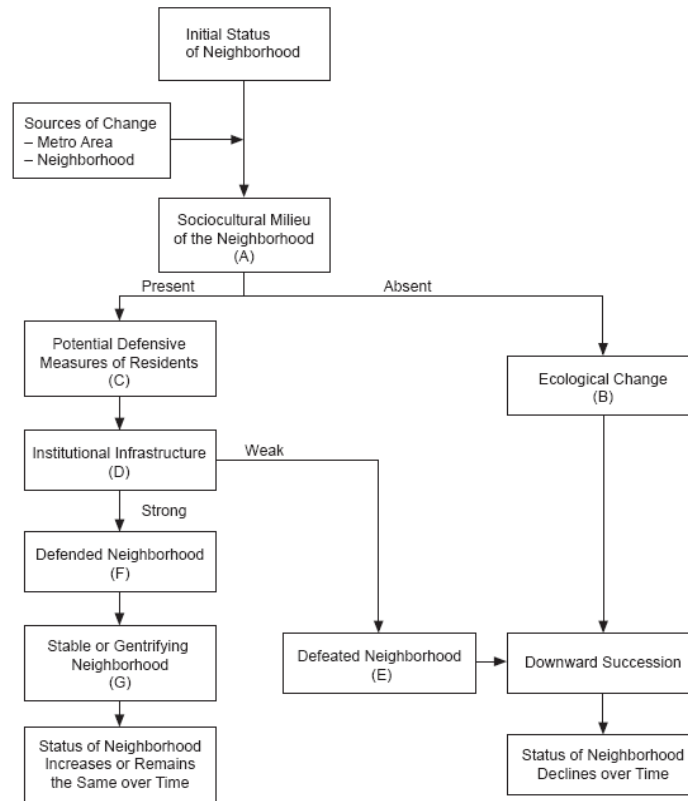 Initial Status
of Neighborhood
Sources of Change
– Metro Area
– Neighborhood
Sociocultural Milieu
of the Neighborhood
(A)
Present
Absent
Potential Defensive
Measures of Residents
(C)
Ecological Change
(B)
Institutional Infrastructure
(D)
Weak
Strong
Defended Neighborhood
(F)
Stable or Gentrifying
Neighborhood
(G)
Defeated Neighborhood
(E)
Downward Succession
Status of Neighborhood
Increases or Remains
the Same over Time
Status of Neighborhood
Declines over Time